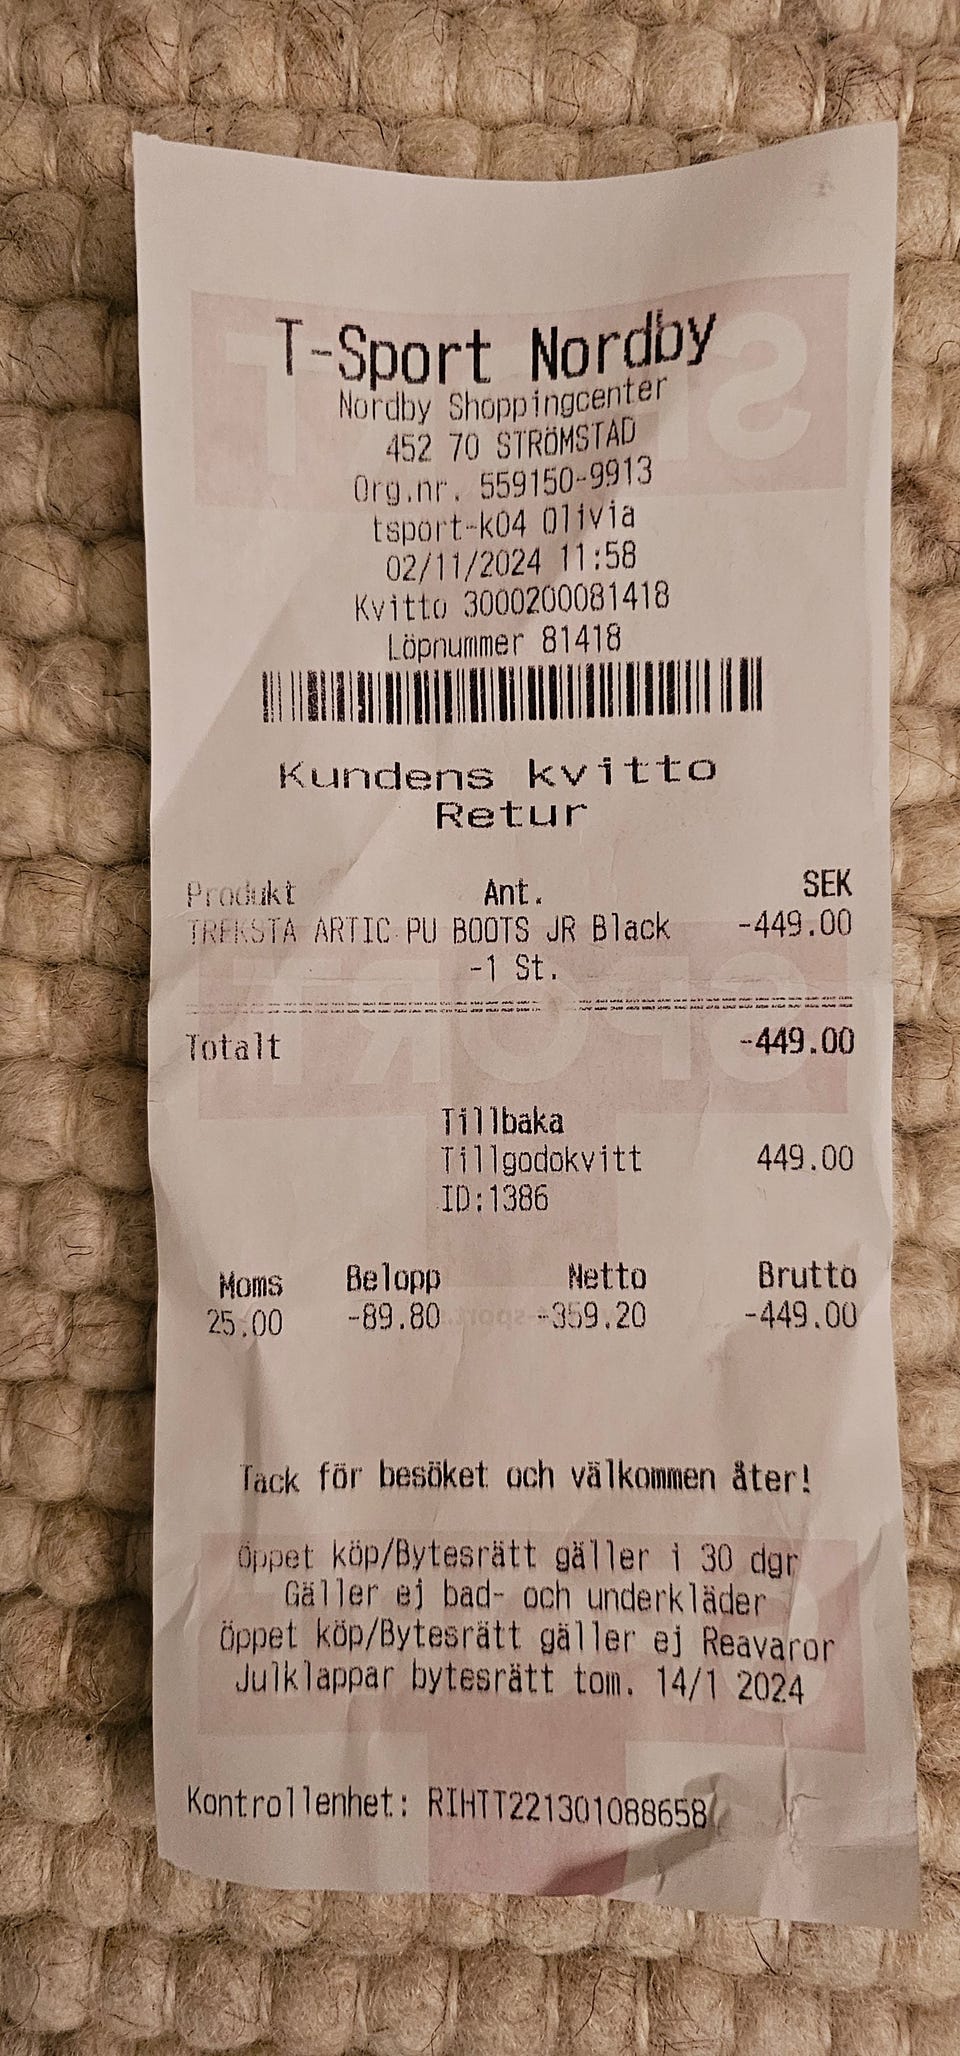 T-Sport Nordby
Nordby Shoppingcenter
452 70 STRÖMSTAD
Org.nr. 559150-9913
tsport-k04 Olivia
02/11/2024 11:58
Kvitto 3000200081418
Löpnummer 81418
Kundens kvitto
Retur
Produkt Ant. SEK
TREKSTA ARTIC PU BOOTS JR Black -449.00
-1 St.
Totalt -449.00
Tillbaka
Tillgodokvitt 449.00
ID:1386
Moms Belopp Netto Brutto
25.00 -89.80 -359.20 -449.00
Tack för besöket och välkommen åter!
Öppet köp/Bytesrätt gäller i 30 dgr
Gäller ej bad- och underkläder
Öppet köp/Bytesrätt gäller ej Reavaror
Julklappar bytesrätt tom. 14/1 2024
Kontrollenhet: RIHTT221301088658